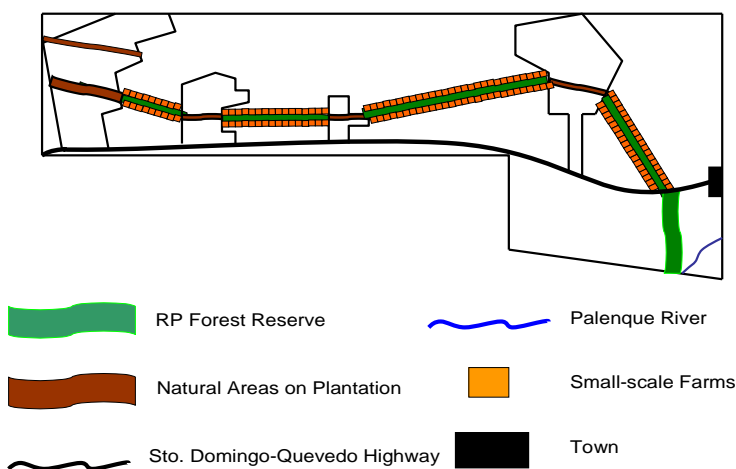 RP Forest Reserve
Palenque River
Natural Areas on Plantation
Small-scale Farms
Sto. Domingo-Quevedo Highway
Town